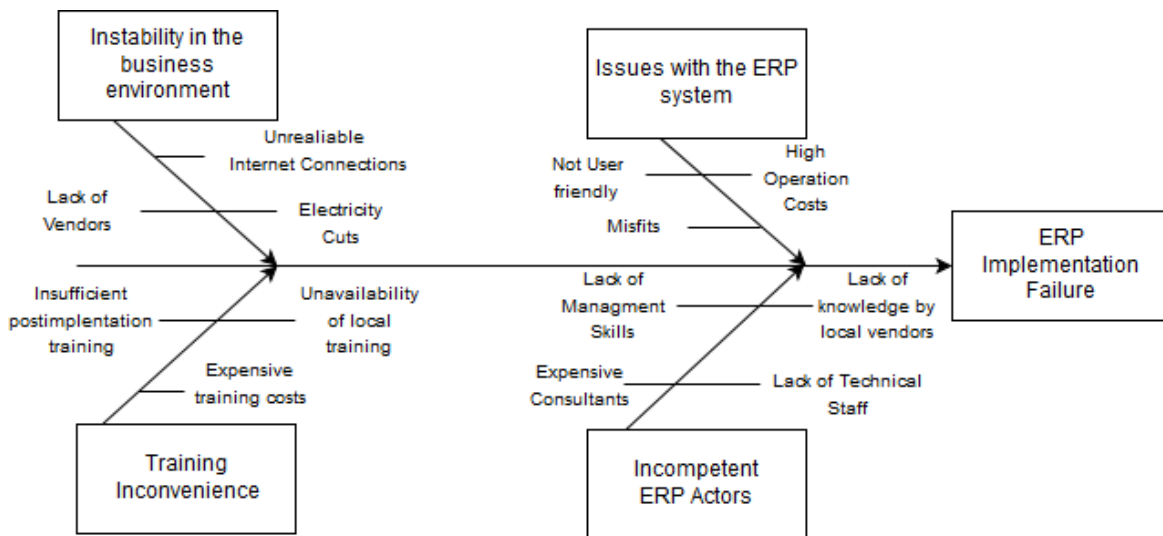 Instability in the
business
environment
Issues with the ERP
system
Unrealiable
Internet Connections
Lack of
Vendors
Electricity
Cuts
Not User
friendly
High
Operation
Costs
Misfits
ERP
Implementation
Failure
Insufficient
postimplentation
training
Unavailability
of local
training
Lack of
Managment
Skills
Lack of
knowledge by
local vendors
Expensive
training costs
Expensive
Consultants
Lack of Technical
Staff
Training
Inconvenience
Incompetent
ERP Actors